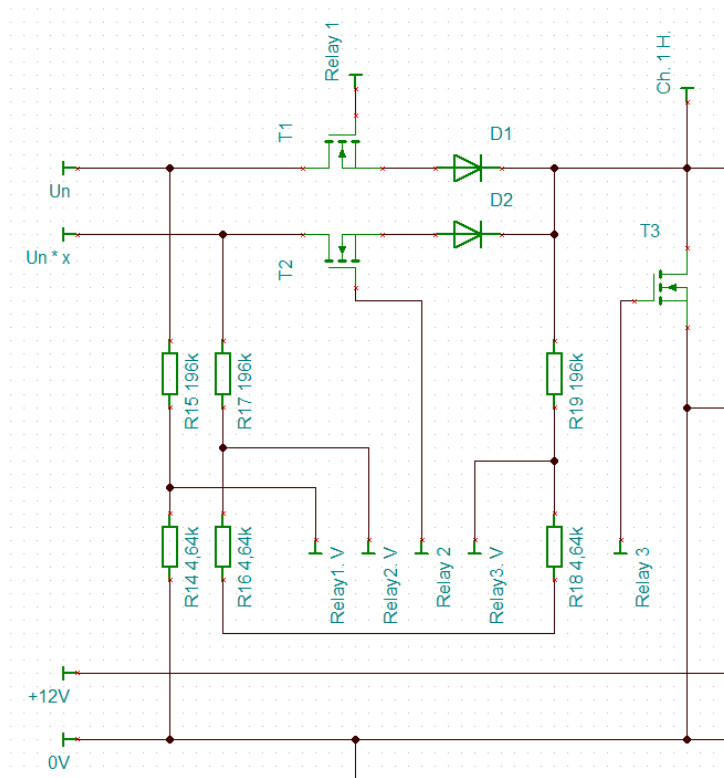 Relay 1
Ch. 1 H.
T1
D1
Un
D2
T3
Un * x
T2
R15 196k
R17 196k
R19 196k
R14 4,64k
R16 4,64k
Relay1. V
Relay2. V
Relay 2
Relay3. V
R18 4,64k
Relay 3
+12V
0V